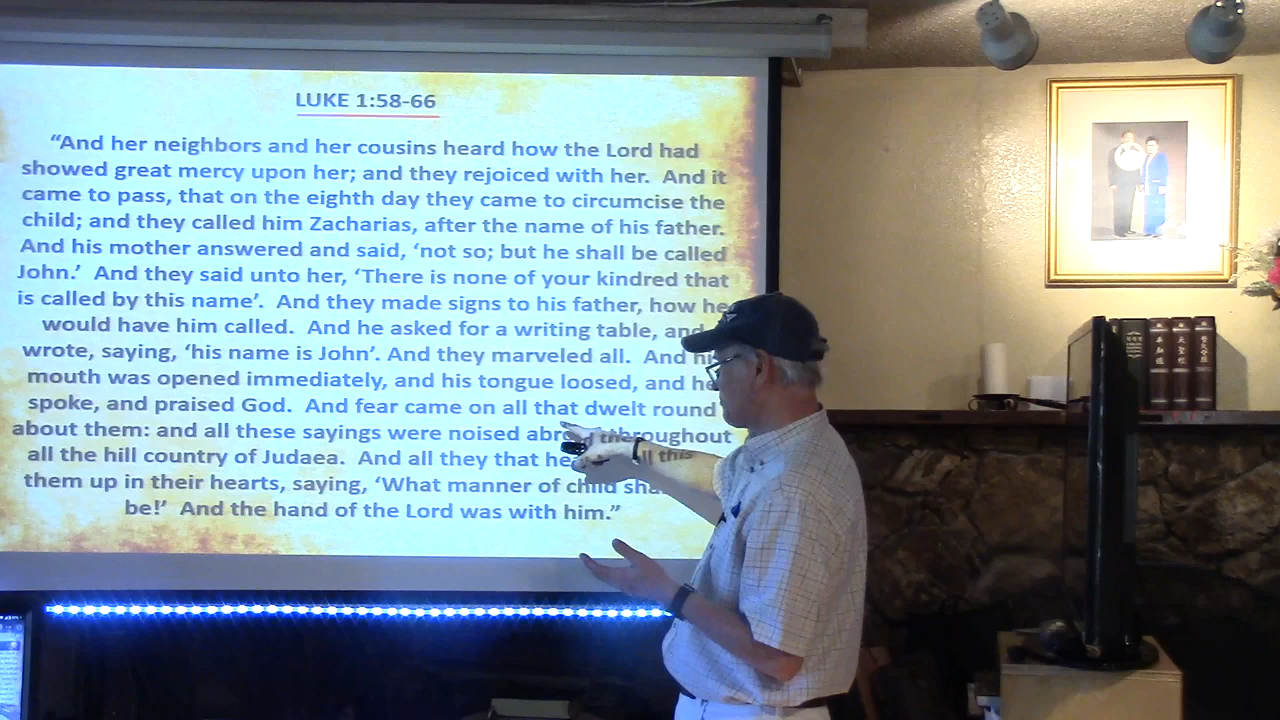 LUKE 1:58-66
“And her neighbors and her cousins heard how the Lord had
showed great mercy upon her; and they rejoiced with her. And it
came to pass, that on the eighth day they came to circumcise the
child; and they called him Zacharias, after the name of his father.
And his mother answered and said, ‘not so; but he shall be called
John.’ And they said unto her, ‘There is none of your kindred that
is called by this name’. And they made signs to his father, how he
would have him called. And he asked for a writing table, and
wrote, saying, ‘his name is John’. And they marveled all. And
mouth was opened immediately, and his tongue loosed, and he
spoke, and praised God. And fear came on all that dwelt round
about them: and all these sayings were noised throughout
all the hill country of Judaea. And all they that all this
them up in their hearts, saying, ‘What manner of child
be!’ And the hand of the Lord was with him.”
天聖經